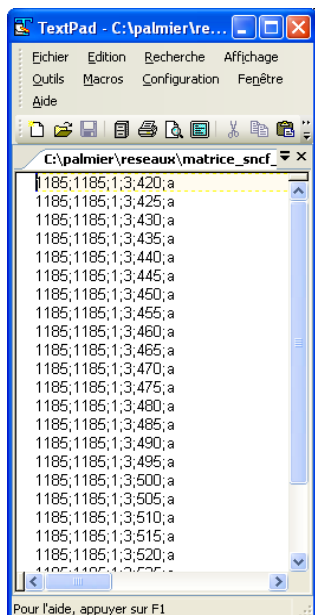 TextPad - C:\palmier\re...
Fichier Edition Recherche Affichage
Outils Macros Configuration Fenêtre
Aide
C:\palmier\reseaux\matrice_sncf_
1185;1185;1;3;420;a
1185;1185;1;3;425;a
1185;1185;1;3;430;a
1185;1185;1;3;435;a
1185;1185;1;3;440;a
1185;1185;1;3;445;a
1185;1185;1;3;450;a
1185;1185;1;3;455;a
1185;1185;1;3;460;a
1185;1185;1;3;465;a
1185;1185;1;3;470;a
1185;1185;1;3;475;a
1185;1185;1;3;480;a
1185;1185;1;3;485;a
1185;1185;1;3;490;a
1185;1185;1;3;495;a
1185;1185;1;3;500;a
1185;1185;1;3;505;a
1185;1185;1;3;510;a
1185;1185;1;3;515;a
1185;1185;1;3;520;a
Pour l'aide, appuyer sur F1